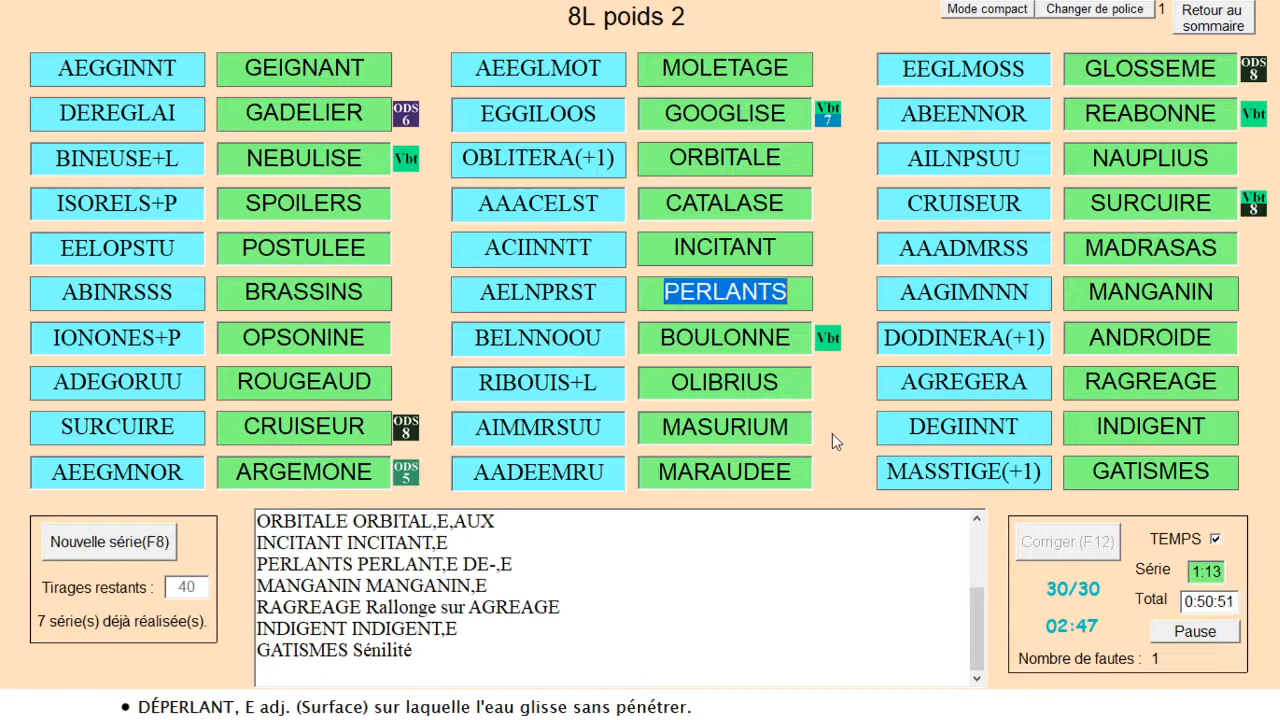 8L poids 2
Mode compact
Changer de police
1
Retour au
sommaire
AEGGINNT GEIGNANT
DEREGLAI GADELIER ODS 6
BINEUSE+L NEBULISE Vbt
ISORELS+P SPOILERS
EELOPSTU POSTULEE
ABINRSSS BRASSINS
IONONES+P OPSONINE
ADEGORUU ROUGEAUD
SURCUIRE CRUISEUR ODS 8
AEEGMNOR ARGEMONE ODS 5
AEEGLMOT MOLETAGE
EGGILOOS GOOGLISE Vbt 7
OBLITERA(+1) ORBITALE
AAACELST CATALASE
ACIINNTT INCITANT
AELNPRST PERLANTS
BELNNOOU BOULONNE Vbt
RIBOUIS+L OLIBRIUS
AIMMRSUU MASURIUM
AADEEMRU MARAUDEE
EEGLMOSS GLOSSEME ODS 8
ABEENNOR REABONNE Vbt
AILNPSUU NAUPLIUS
CRUISEUR SURCUIRE Vbt 8
AAADMRSS MADRASAS
AAGIMNNN MANGANIN
DODINERA(+1) ANDROIDE
AGREGERA RAGREAGE
DEGIINNT INDIGENT
MASSTIGE(+1) GATISMES
Nouvelle série(F8)
Tirages restants : 40
7 série(s) déjà réalisée(s).
ORBITALE ORBITAL,E,AUX
INCITANT INCITANT,E
PERLANTS PERLANT,E DE-,E
MANGANIN MANGANIN,E
RAGREAGE Rallonge sur AGREAGE
INDIGENT INDIGENT,E
GATISMES Sénilité
Corriger (F12)
TEMPS
30/30
Série 1:13
02:47
Total 0:50:51
Pause
Nombre de fautes : 1
• DÉPERLANT, E adj. (Surface) sur laquelle l'eau glisse sans pénétrer.